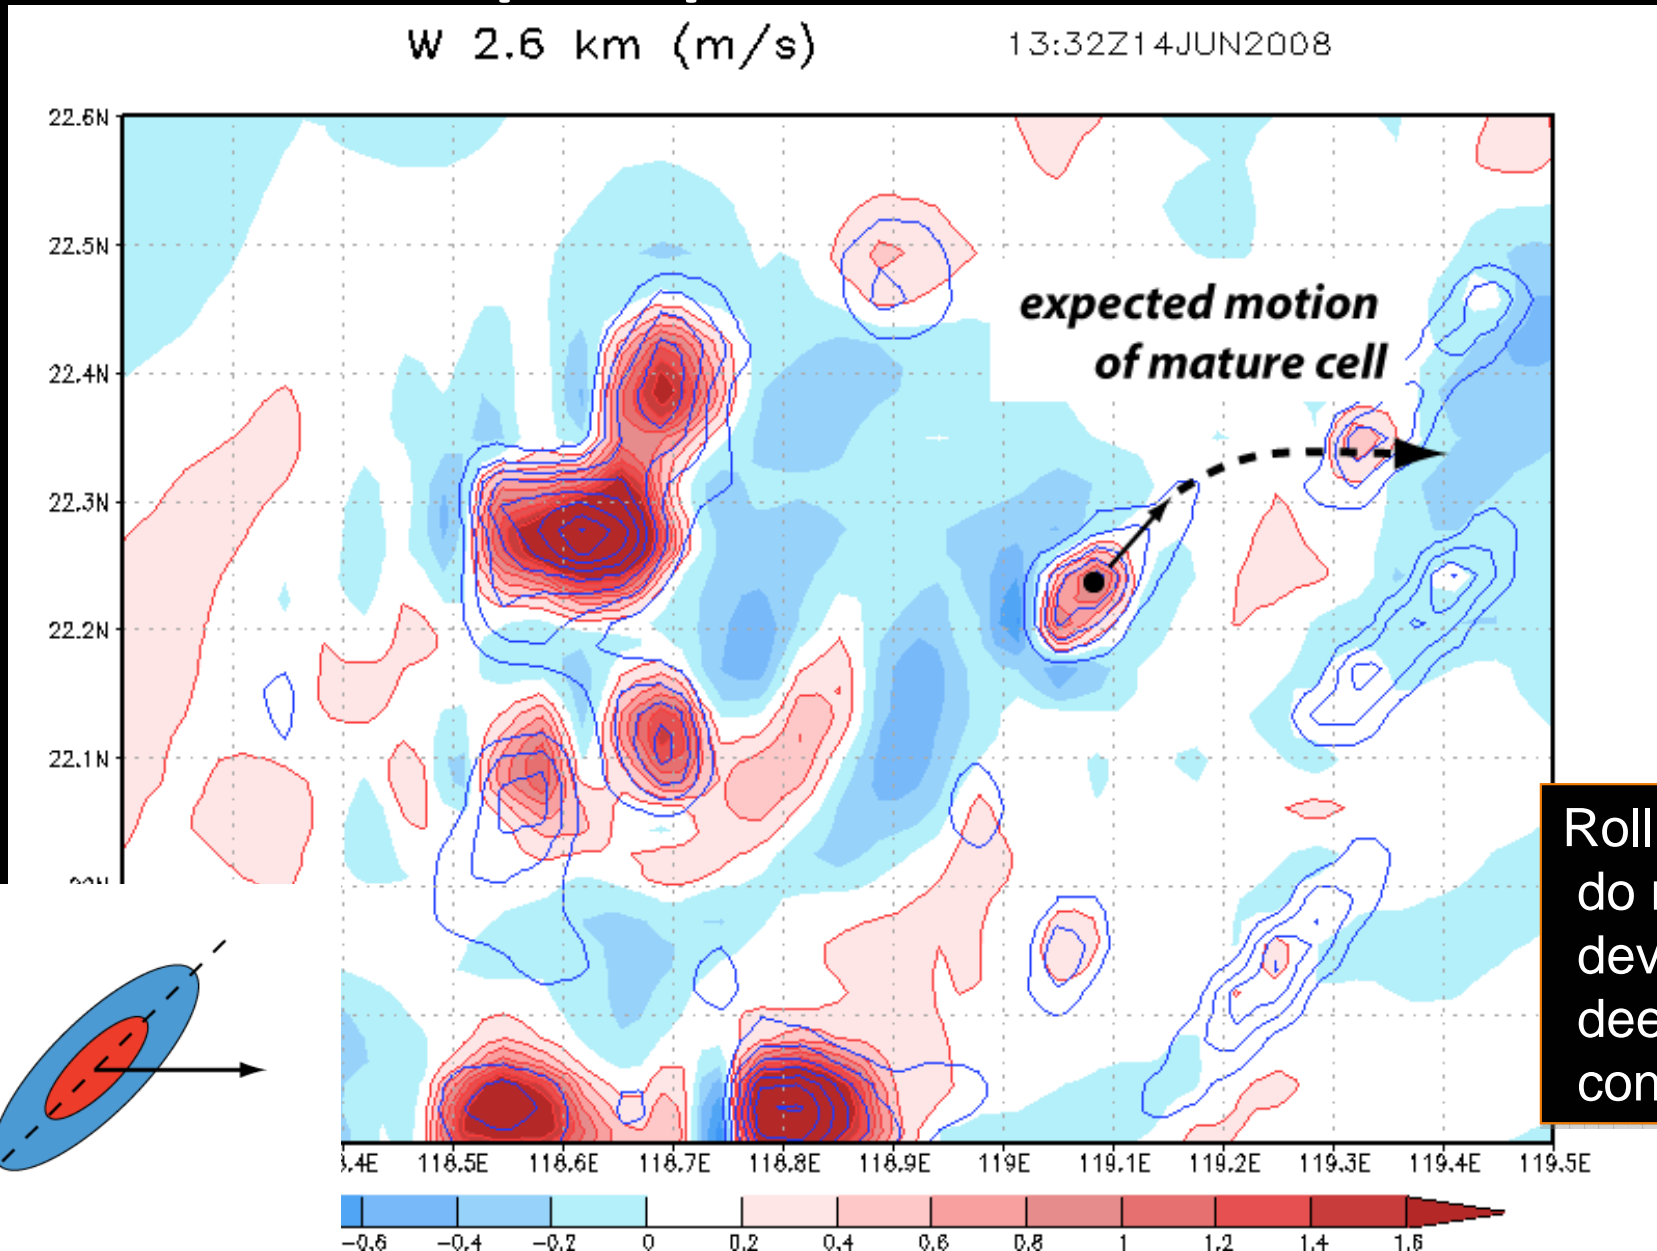 W 2.6 km (m/s)
13:32Z14JUN2008
22.6N
22.5N
expected motion
of mature cell
22.4N
22.3N
22.2N
22.1N
Roll
do
dev
dee
con
118.5E 118.6E 118.7E 118.8E 118.9E 119E 119.1E 119.2E 119.3E 119.4E 119.5E
-0.6 -0.4 -0.2 0 0.2 0.4 0.6 0.8 1 1.2 1.4 1.6